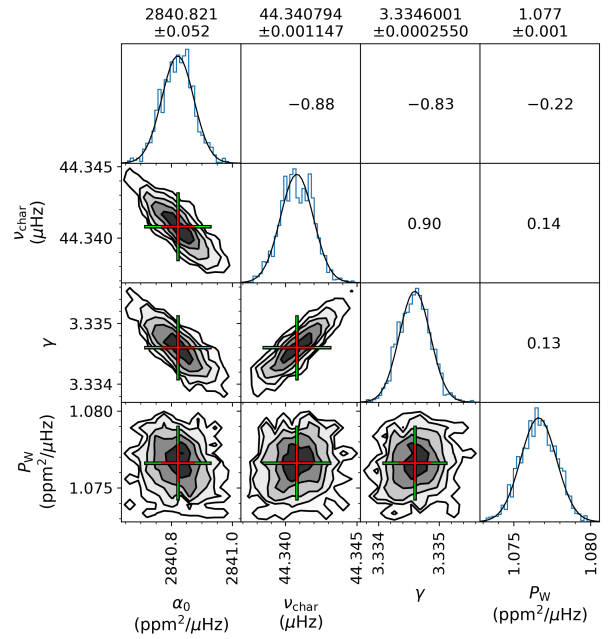 2840.821 44.340794 3.3346001 1.077
±0.052 ±0.001147 ±0.0002550 ±0.001
−0.88 −0.83 −0.22
44.345
44.340
ν_char
(μHz)
0.90 0.14
3.335
3.334
γ
0.13
1.080
1.075
P_W
(ppm²/μHz)
2840.8 2841.0 44.340 44.345 3.334 3.335 1.075 1.080
α₀ ν_char γ P_W
(ppm²/μHz) (μHz) (ppm²/μHz)